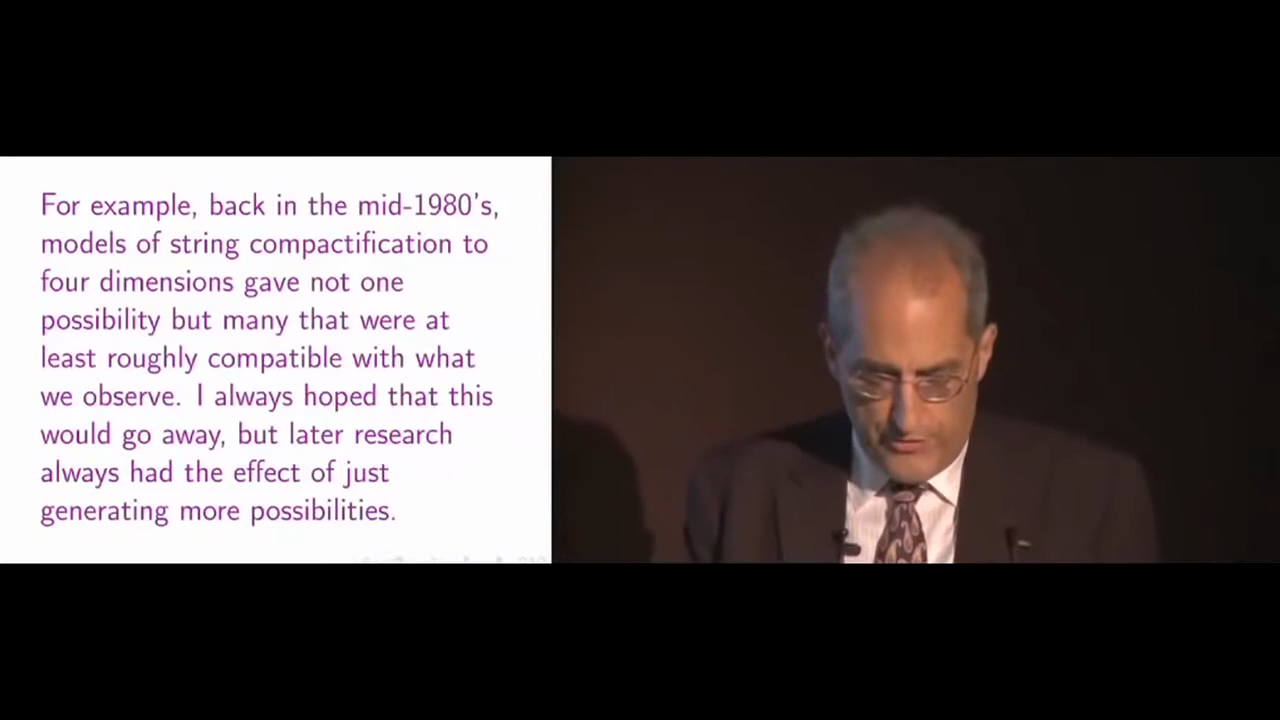 For example, back in the mid-1980's,
models of string compactification to
four dimensions gave not one
possibility but many that were at
least roughly compatible with what
we observe. I always hoped that this
would go away, but later research
always had the effect of just
generating more possibilities.